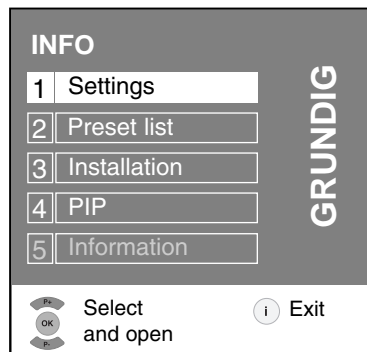 INFO
1 Settings
2 Preset list
3 Installation
4 PIP
5 Information
GRUNDIG
P+
OK
P-
Select
and open
i Exit